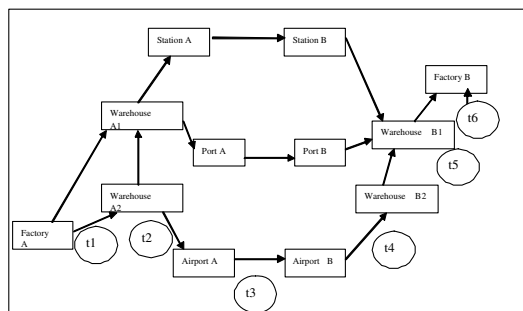 Station A
Station B
Factory B
t6
Warehouse
A1
Warehouse B1
Port A
Port B
t5
Warehouse
A2
Warehouse B2
Factory
A
t1
t2
t4
Airport A
Airport B
t3